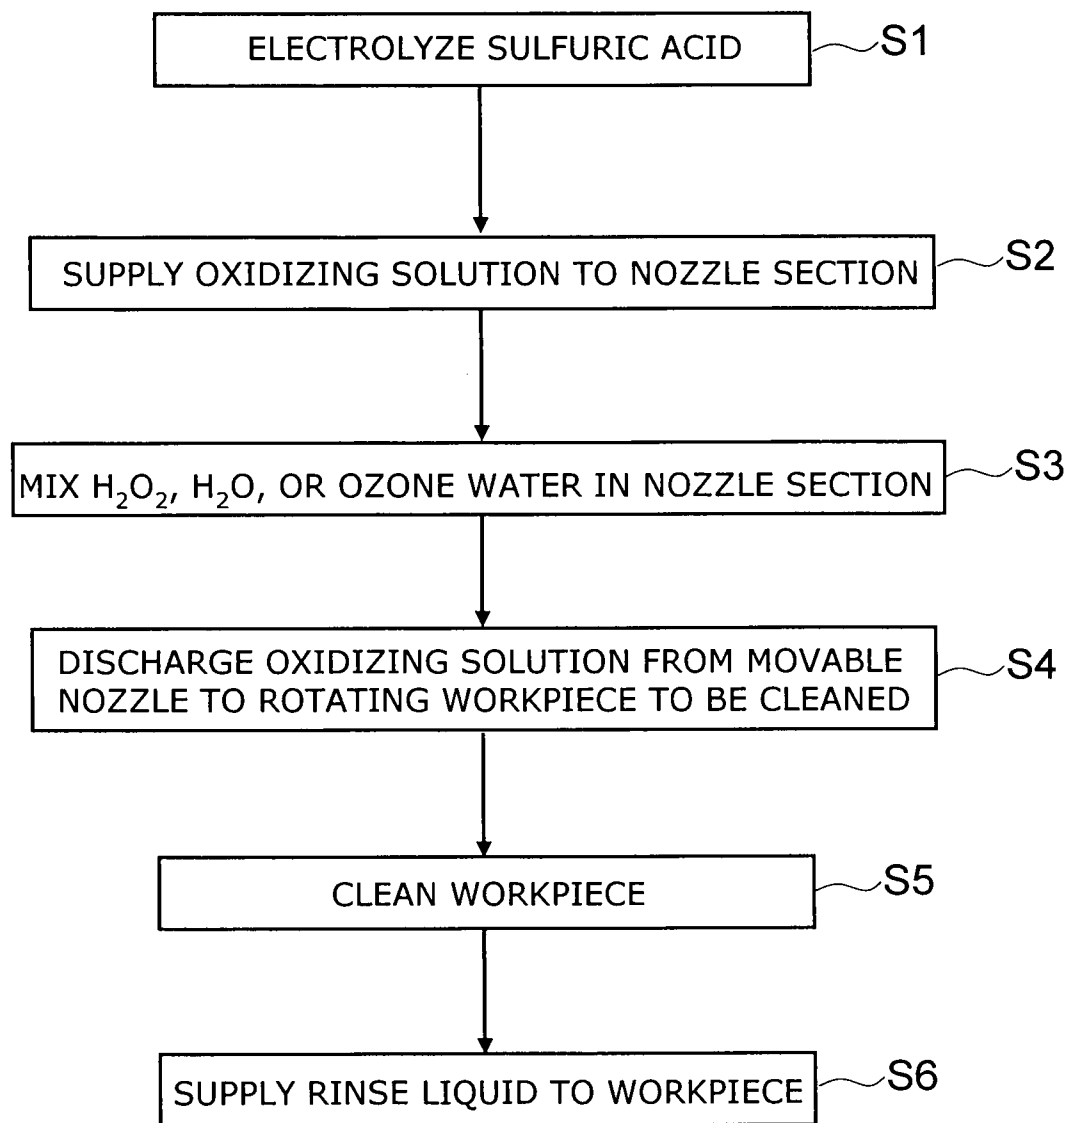 ELECTROLYZE SULFURIC ACID
S1
SUPPLY OXIDIZING SOLUTION TO NOZZLE SECTION
S2
MIX H₂O₂, H₂O, OR OZONE WATER IN NOZZLE SECTION
S3
DISCHARGE OXIDIZING SOLUTION FROM MOVABLE
NOZZLE TO ROTATING WORKPIECE TO BE CLEANED
S4
CLEAN WORKPIECE
S5
SUPPLY RINSE LIQUID TO WORKPIECE
S6